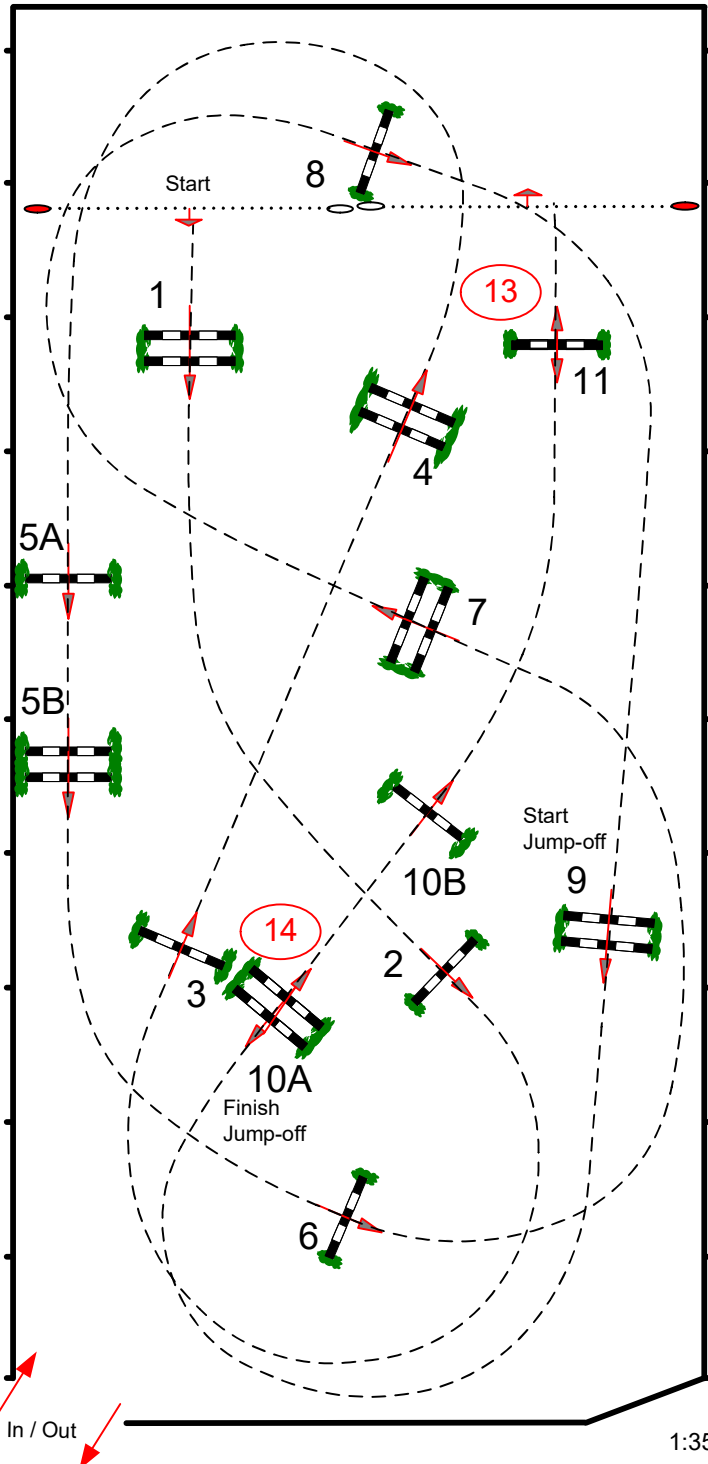 8
Start
1
13
11
4
5A
7
5B
Start
Jump-off
9
10B
14
2
3
10A
Finish
Jump-off
6
In / Out
1:35